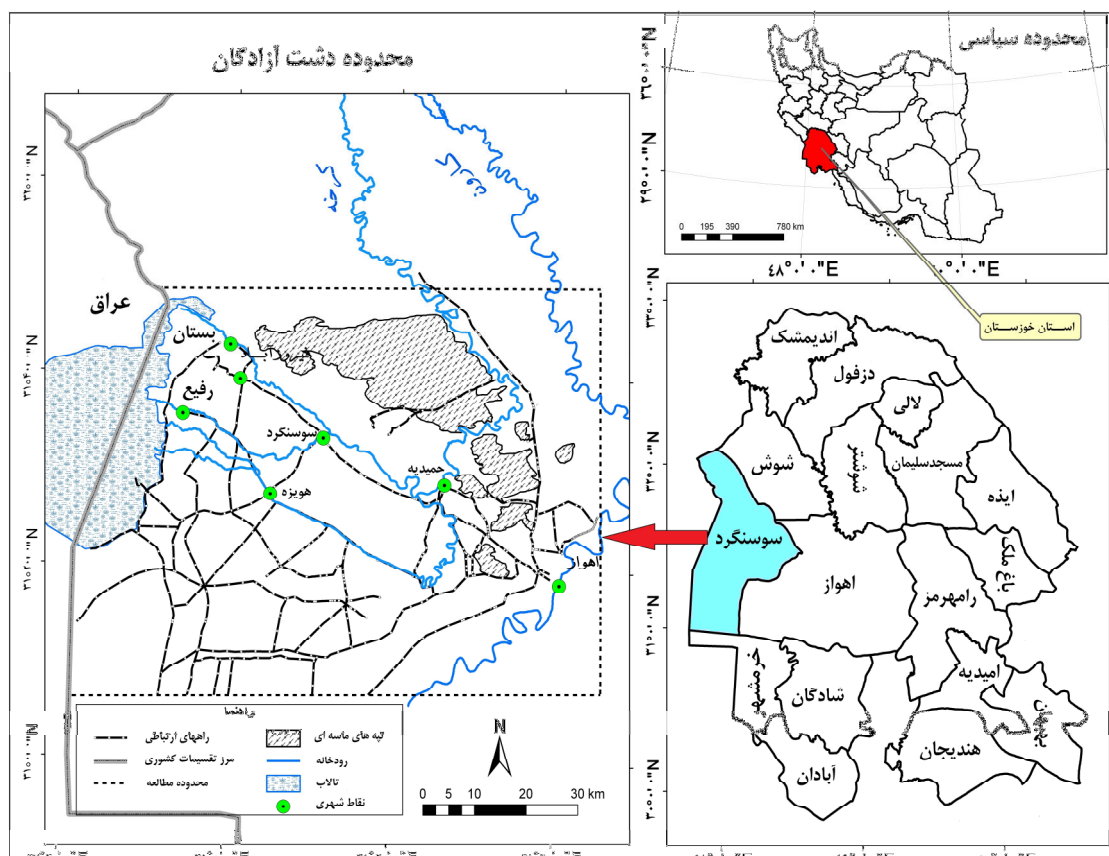 محدوده دشت آزادگان
کرخه
کارون
عراق
بستان
رفیع
سوسنگرد
حمیدیه
هویزه
اهواز
راههای ارتباطی
مرز تقسیمات کشوری
محدوده مطالعه
تپه های ماسه ای
رودخانه
تالاب
نقاط شهری
N
0 5 10 20 30 km
محدوده سیاسی
0 195 390 780 km
استان خوزستان
اندیمشک
دزفول
لالی
شوش
شوشتر
مسجدسلیمان
ایذه
سوسنگرد
اهواز
رامهرمز
باغ ملک
خرمشهر
شادگان
امیدیه
بهبهان
هندیجان
آبادان